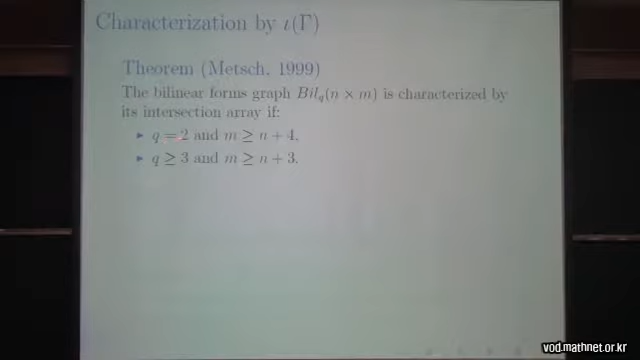 Characterization by ι(Γ)
Theorem (Metsch, 1999)
The bilinear forms graph Bil_q(n × m) is characterized by
its intersection array if:
▸ q = 2 and m ≥ n + 4,
▸ q ≥ 3 and m ≥ n + 3.
vod.mathnet.or.kr